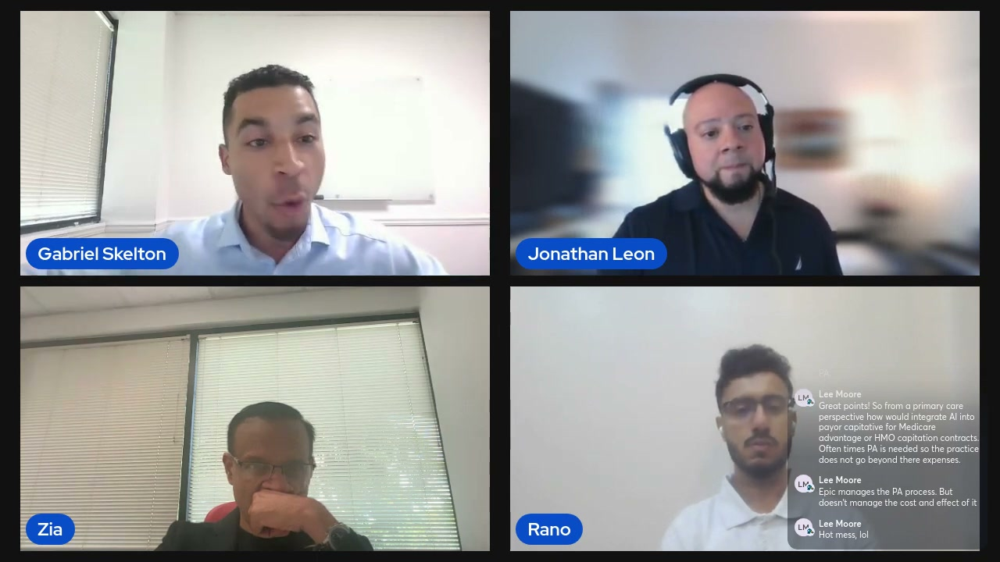 Gabriel Skelton
Jonathan Leon
Zia
Rano
PA
LM
Lee Moore
Great points! So from a primary care
perspective how would integrate AI into
payor capitative for Medicare
advantage or HMO capitation contracts.
Often times PA is needed so the practice
does not go beyond there expenses.
LM
Lee Moore
Epic manages the PA process. But
doesn't manage the cost and effect of it
LM
Lee Moore
Hot mess, lol